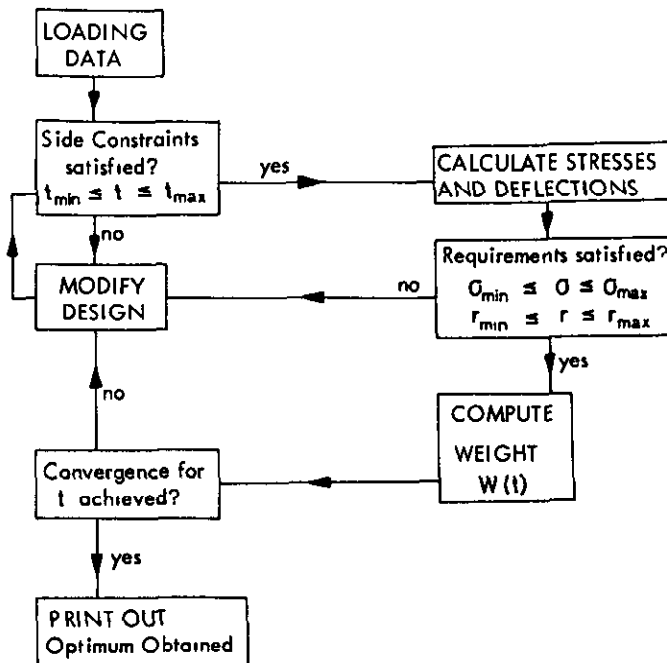 LOADING
DATA
Side Constraints
satisfied?
t_min ≤ t ≤ t_max
yes
CALCULATE STRESSES
AND DEFLECTIONS
no
Requirements satisfied?
σ_min ≤ σ ≤ σ_max
r_min ≤ r ≤ r_max
no
MODIFY
DESIGN
yes
no
COMPUTE
WEIGHT
W(t)
Convergence for
t achieved?
yes
PRINT OUT
Optimum Obtained